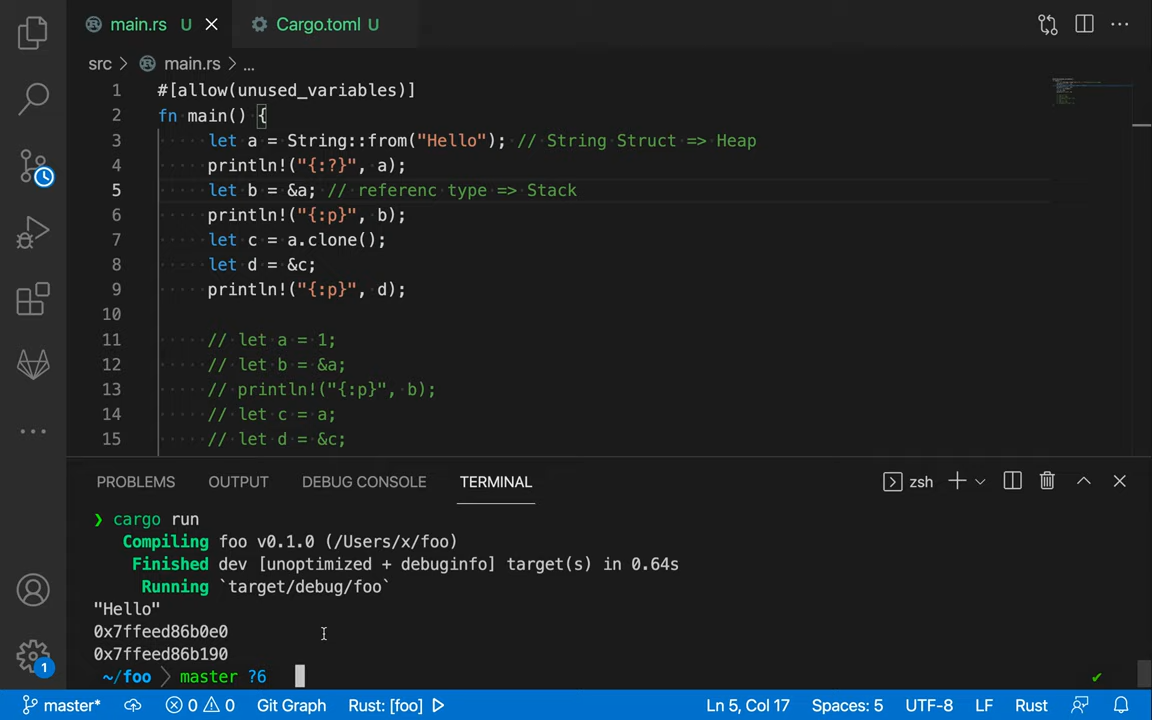 main.rs U
Cargo.toml U
src > main.rs > ...
1 #[allow(unused_variables)]
2 fn main() {
3 let a = String::from("Hello"); // String Struct => Heap
4 println!("{:?}", a);
5 let b = &a; // referenc type => Stack
6 println!("{:p}", b);
7 let c = a.clone();
8 let d = &c;
9 println!("{:p}", d);
10
11 // let a = 1;
12 // let b = &a;
13 // println!("{:p}", b);
14 // let c = a;
15 // let d = &c;
PROBLEMS OUTPUT DEBUG CONSOLE TERMINAL zsh
❯ cargo run
Compiling foo v0.1.0 (/Users/x/foo)
Finished dev [unoptimized + debuginfo] target(s) in 0.64s
Running `target/debug/foo`
"Hello"
0x7ffeed86b0e0
0x7ffeed86b190
~/foo > master ?6 ✔
1
master* 0 0 Git Graph Rust: [foo] Ln 5, Col 17 Spaces: 5 UTF-8 LF Rust